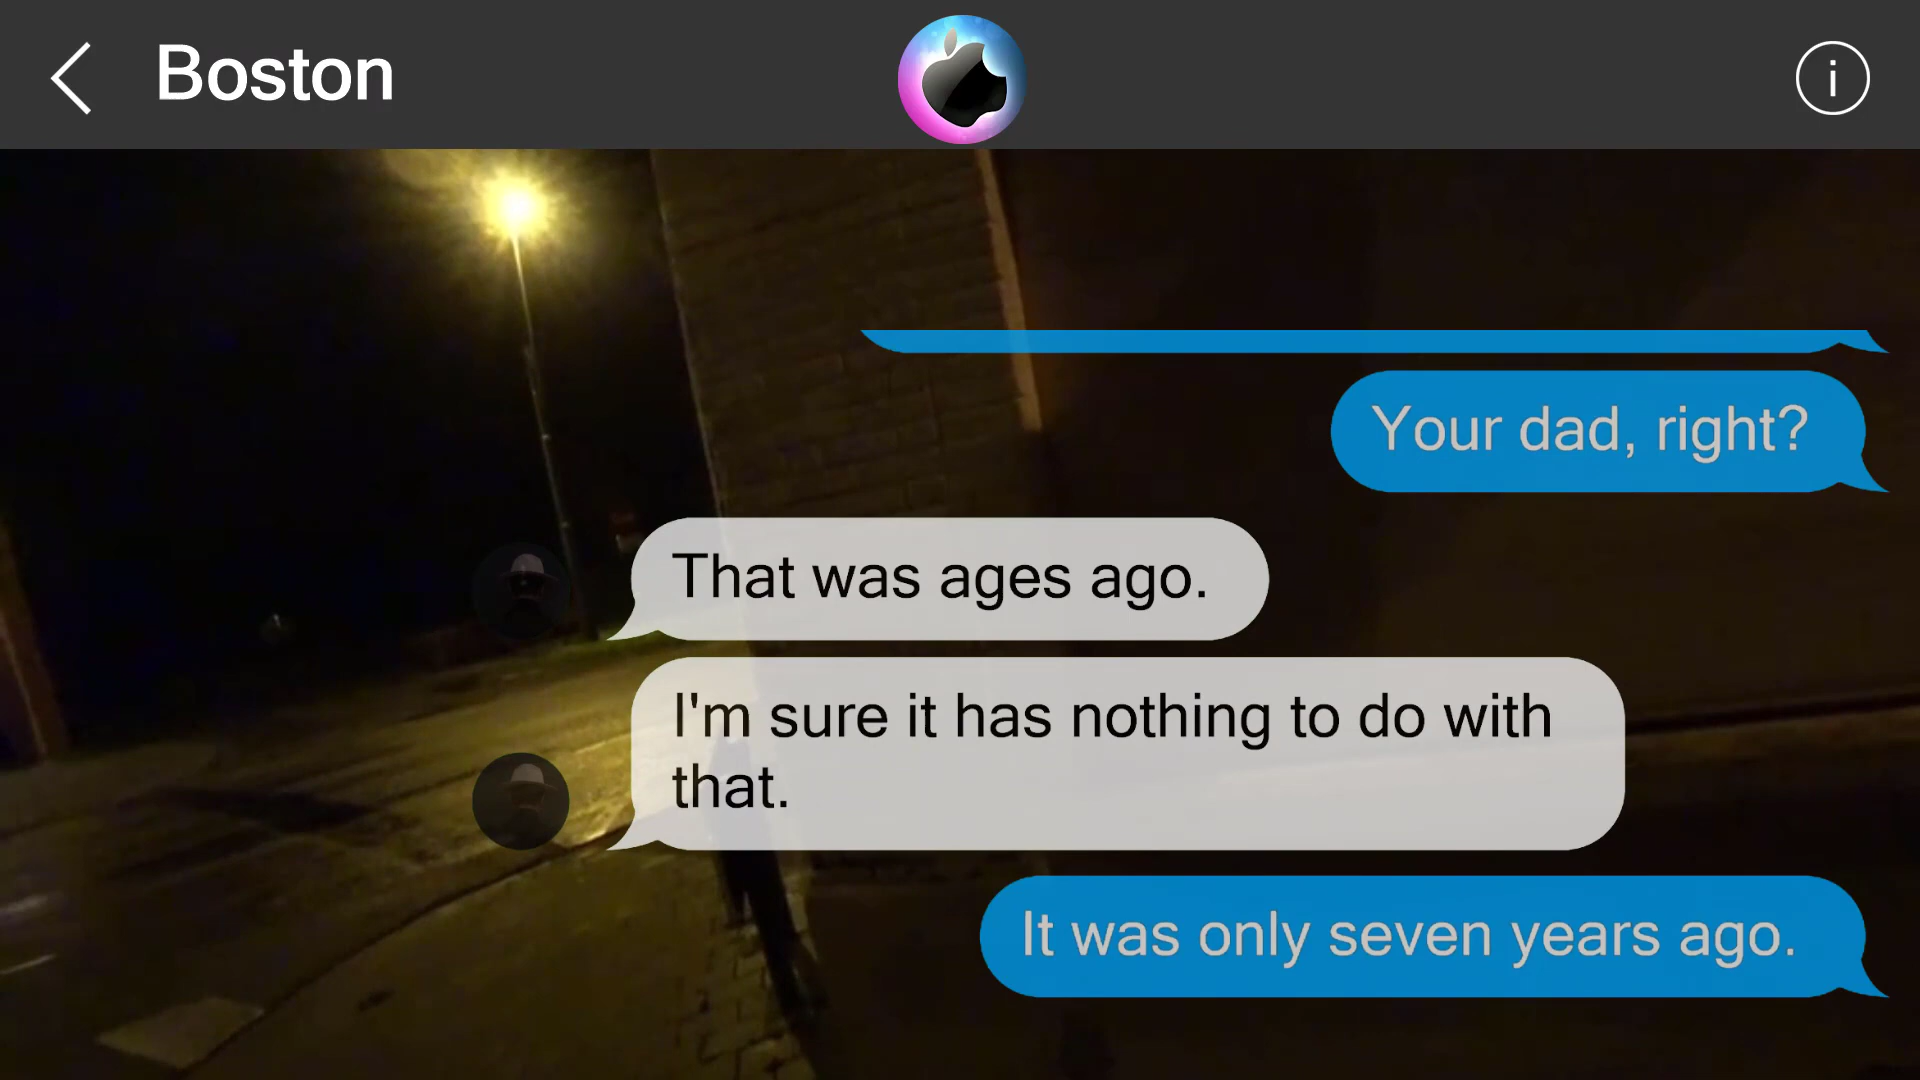 Boston
Your dad, right?
That was ages ago.
I'm sure it has nothing to do with
that.
It was only seven years ago.